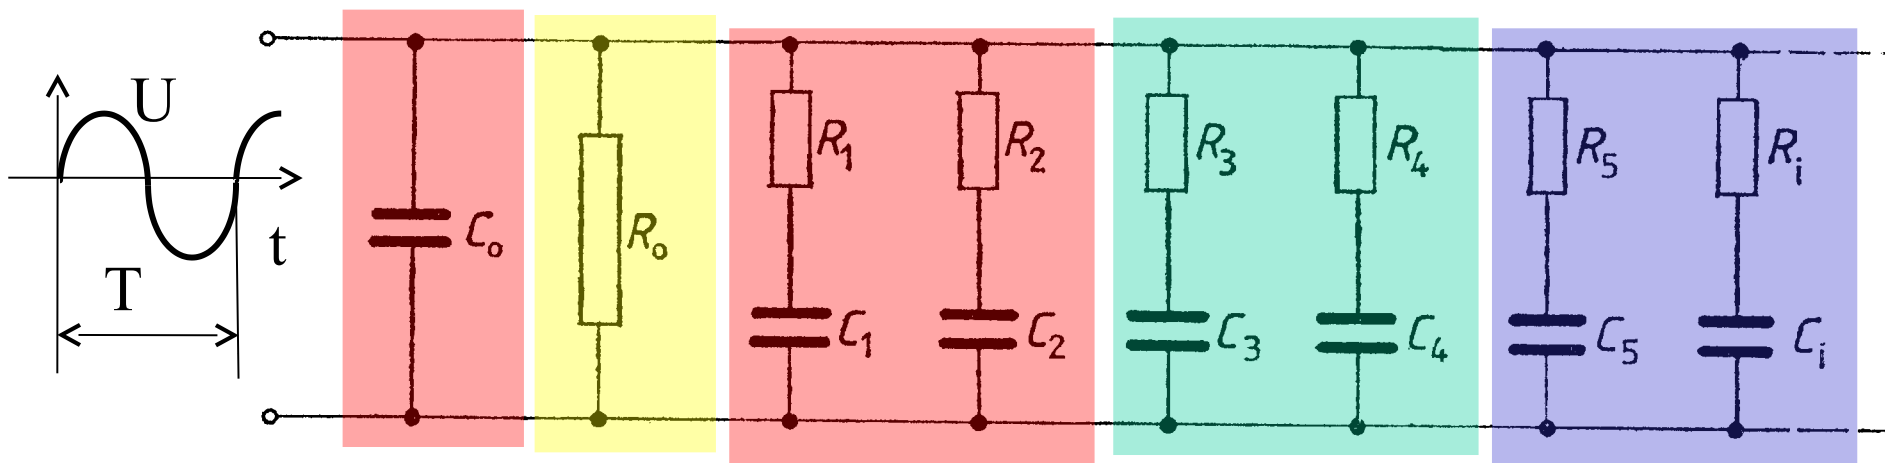 U
t
T
C₀
R₀
R₁
C₁
R₂
C₂
R₃
C₃
R₄
C₄
R₅
C₅
Rᵢ
Cᵢ